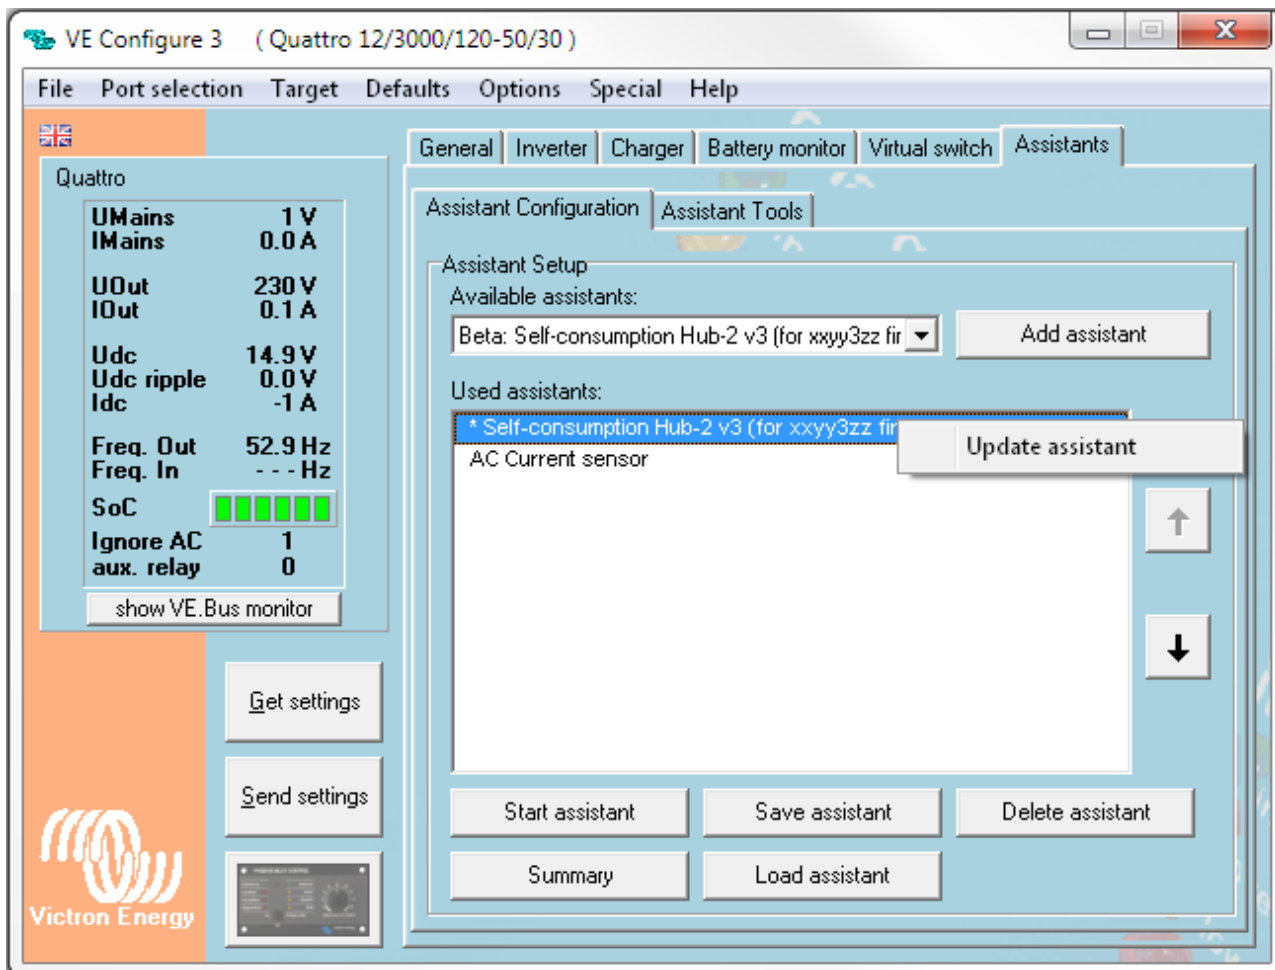 VE Configure 3 ( Quattro 12/3000/120-50/30 )
File Port selection Target Defaults Options Special Help
General Inverter Charger Battery monitor Virtual switch Assistants
Quattro
UMains 1 V
IMains 0.0 A
UOut 230 V
IOut 0.1 A
Udc 14.9 V
Udc ripple 0.0 V
Idc -1 A
Freq. Out 52.9 Hz
Freq. In - - - Hz
SoC
Ignore AC 1
aux. relay 0
show VE.Bus monitor
Get settings
Send settings
Victron Energy
Assistant Configuration Assistant Tools
Assistant Setup
Available assistants:
Beta: Self-consumption Hub-2 v3 (for xxyy3zz fir
Add assistant
Used assistants:
* Self-consumption Hub-2 v3 (for xxyy3zz fir
Update assistant
AC Current sensor
Start assistant Save assistant Delete assistant
Summary Load assistant